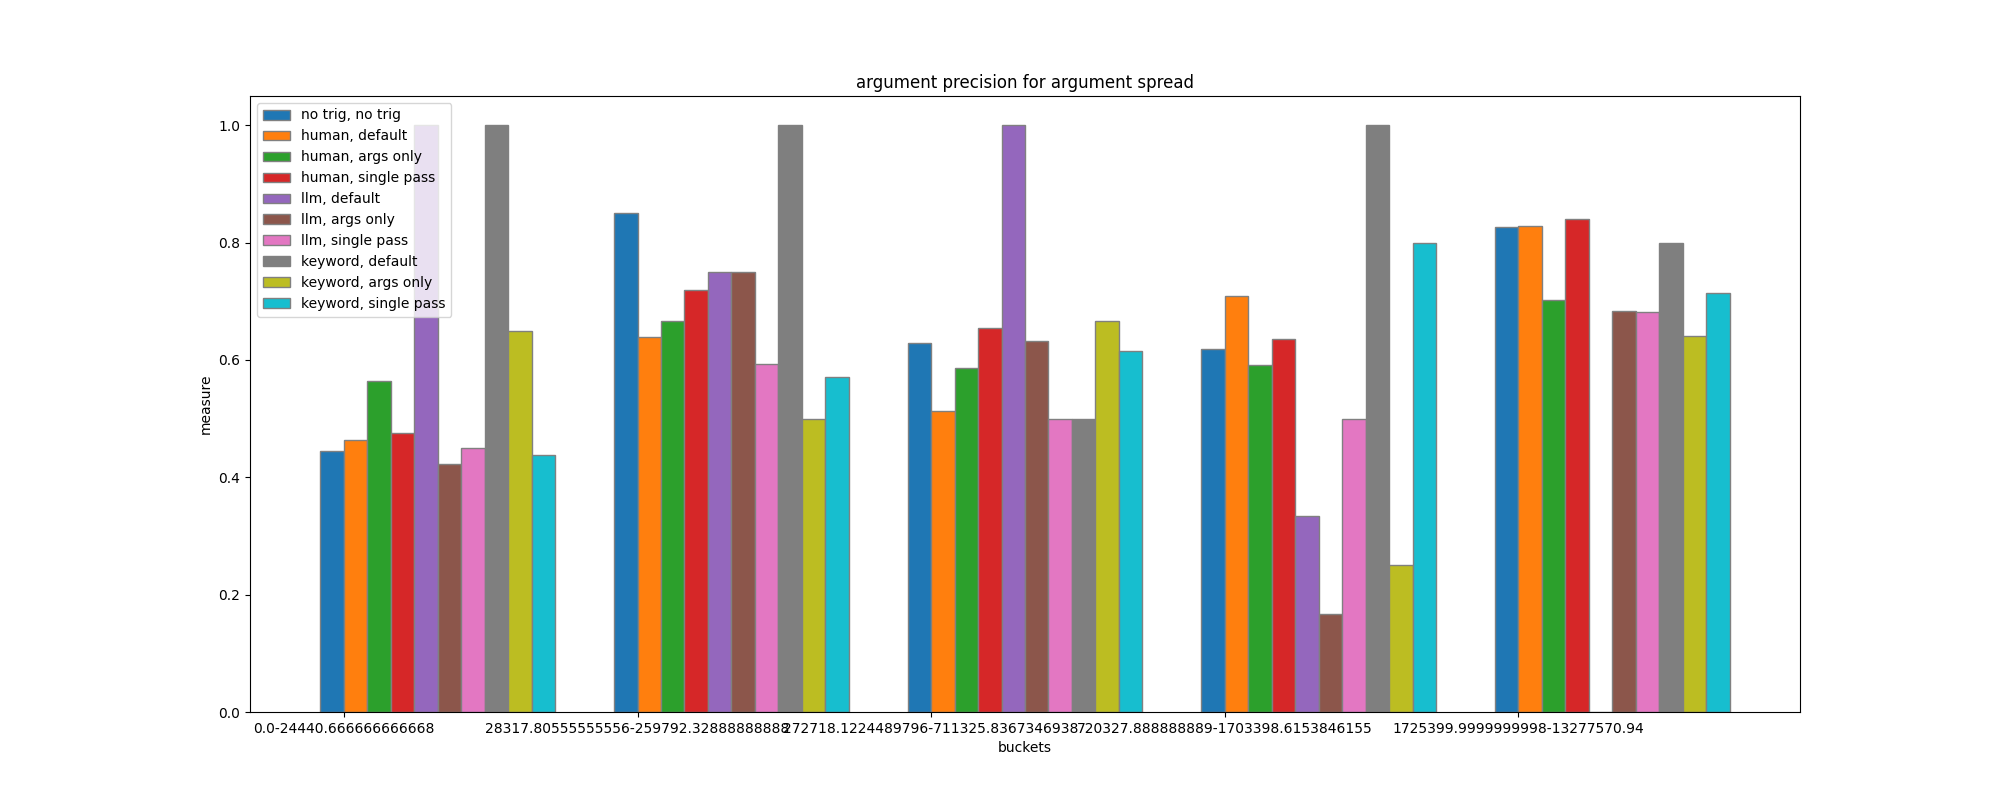 argument precision for argument spread
no trig, no trig
human, default
human, args only
human, single pass
llm, default
llm, args only
llm, single pass
keyword, default
keyword, args only
keyword, single pass
1.0
0.8
0.6
0.4
0.2
0.0
measure
0.0-24440.666666666668
28317.80555555555556-259792.32888888888
272718.1224489796-711325.8367346938
720327.888888889-1703398.6153846155
1725399.9999999998-13277570.94
buckets